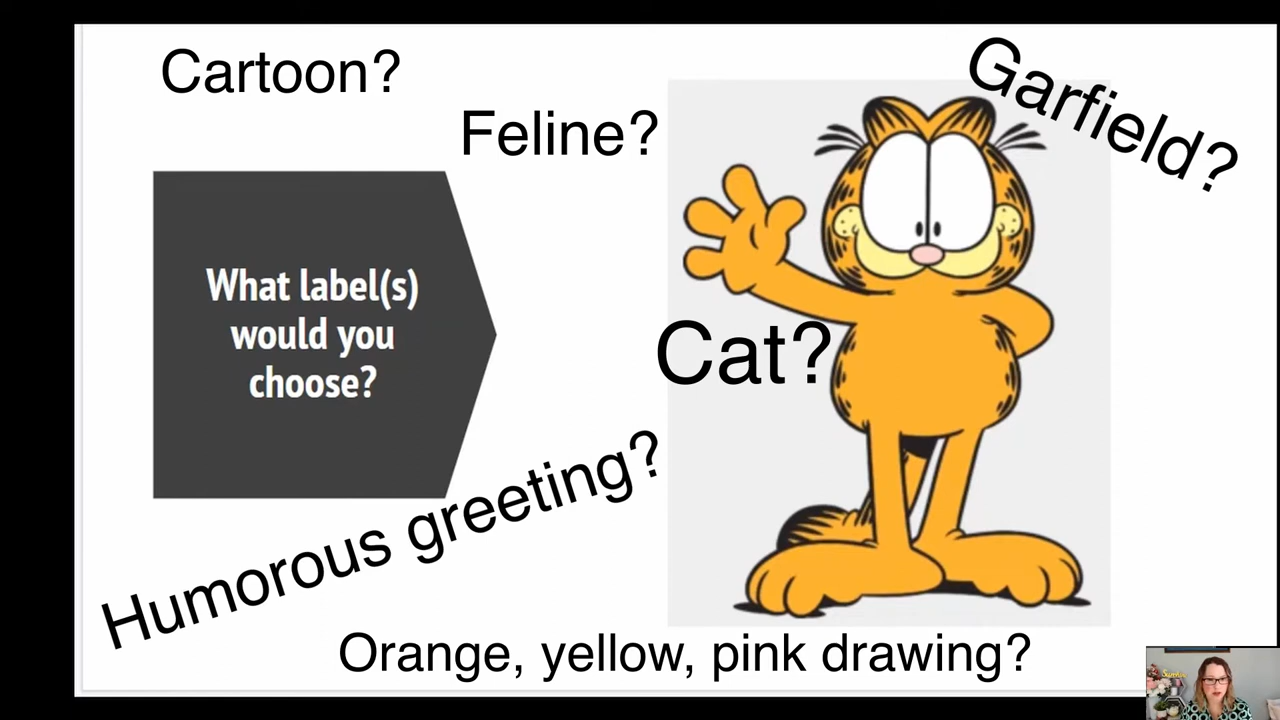 Cartoon?
Garfield?
Feline?
What label(s)
would you
choose?
Cat?
Humorous greeting?
Orange, yellow, pink drawing?